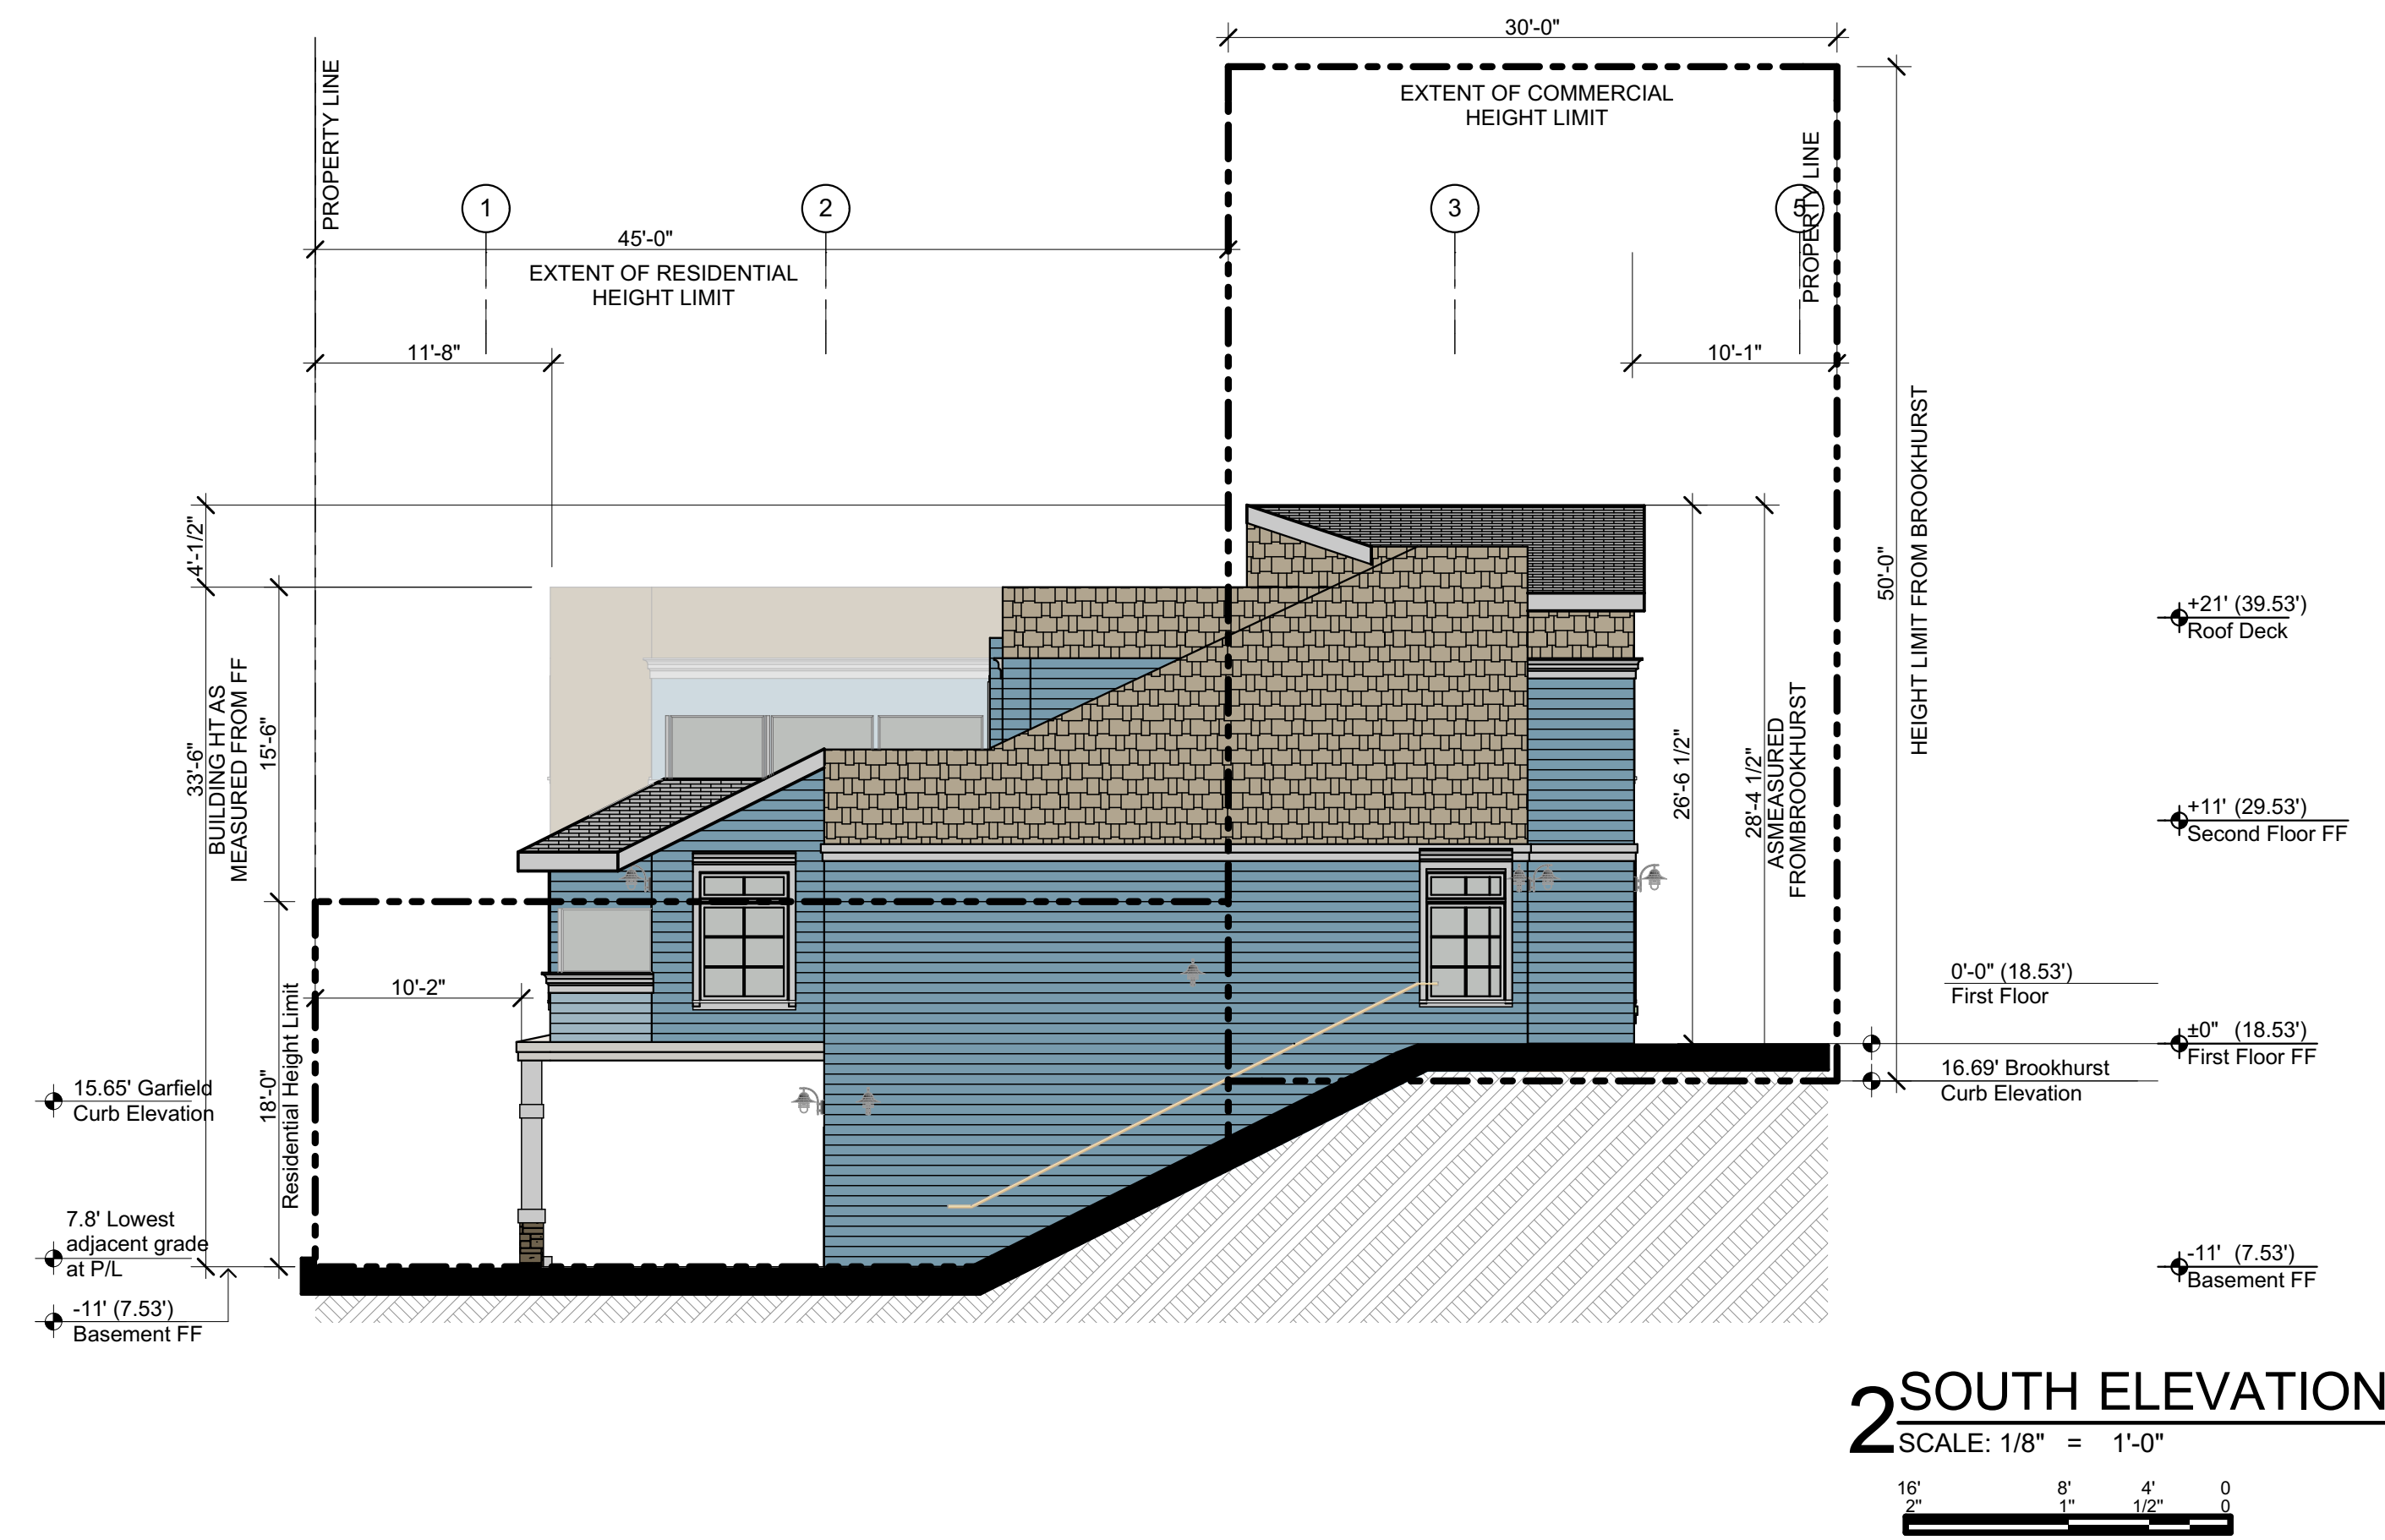 30'-0"
EXTENT OF COMMERCIAL
HEIGHT LIMIT
PROPERTY LINE
PROPERTY LINE
1
2
3
5
45'-0"
EXTENT OF RESIDENTIAL
HEIGHT LIMIT
11'-8"
10'-1"
HEIGHT LIMIT FROM BROOKHURST
50'-0"
4'-1/2"
33'-6"
BUILDING HT AS
MEASURED FROM FF
15'-6"
26'-6 1/2"
28'-4 1/2"
ASMEASURED
FROMBROOKHURST
+21' (39.53')
Roof Deck
+11' (29.53')
Second Floor FF
0'-0" (18.53')
First Floor
±0" (18.53')
First Floor FF
16.69' Brookhurst
Curb Elevation
10'-2"
18'-0"
Residential Height Limit
15.65' Garfield
Curb Elevation
7.8' Lowest
adjacent grade
at P/L
-11' (7.53')
Basement FF
-11' (7.53')
Basement FF
2
SOUTH ELEVATION
SCALE: 1/8" = 1'-0"
16' 8' 4' 0
2" 1" 1/2" 0